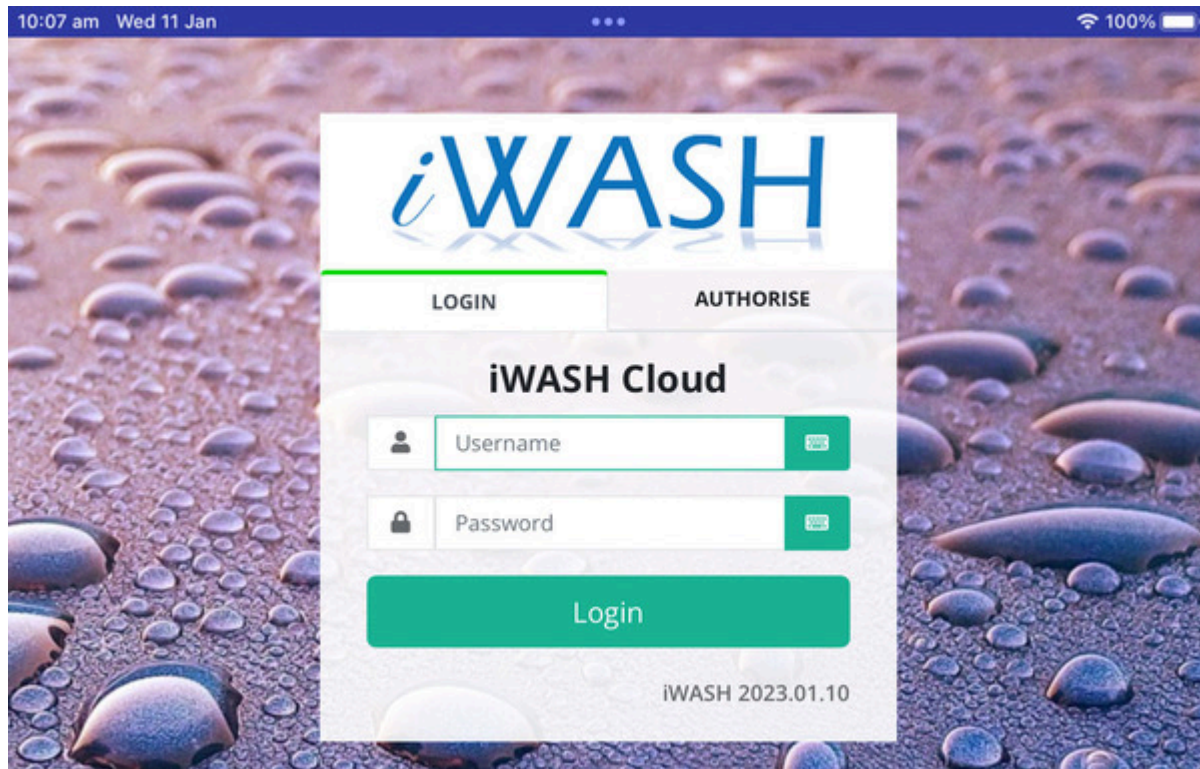 10:07 am Wed 11 Jan
100%
iWASH
LOGIN
AUTHORISE
iWASH Cloud
Username
Password
Login
iWASH 2023.01.10